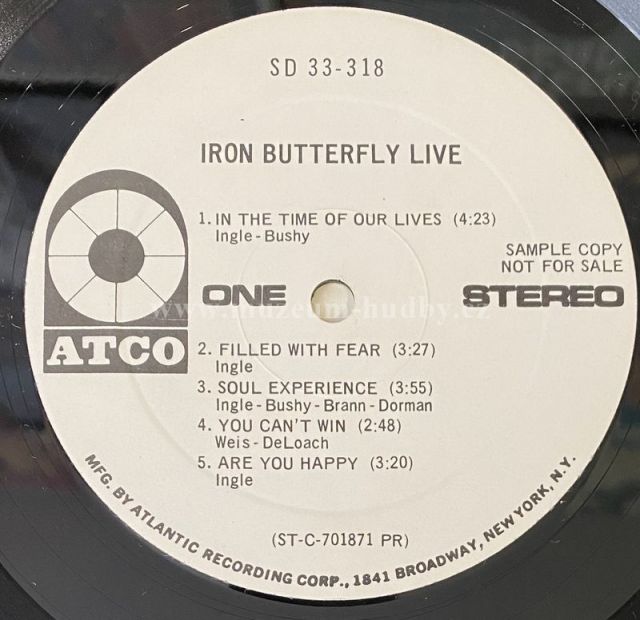 SD 33-318
IRON BUTTERFLY LIVE
1. IN THE TIME OF OUR LIVES (4:23)
Ingle - Bushy
SAMPLE COPY
NOT FOR SALE
ONE
STEREO
www.muzeum-hudby.cz
ATCO
2. FILLED WITH FEAR (3:27)
Ingle
3. SOUL EXPERIENCE (3:55)
Ingle - Bushy - Brann - Dorman
4. YOU CAN'T WIN (2:48)
Weis - DeLoach
5. ARE YOU HAPPY (3:20)
Ingle
(ST-C-701871 PR)
MFG. BY ATLANTIC RECORDING CORP., 1841 BROADWAY, NEW YORK, N.Y.